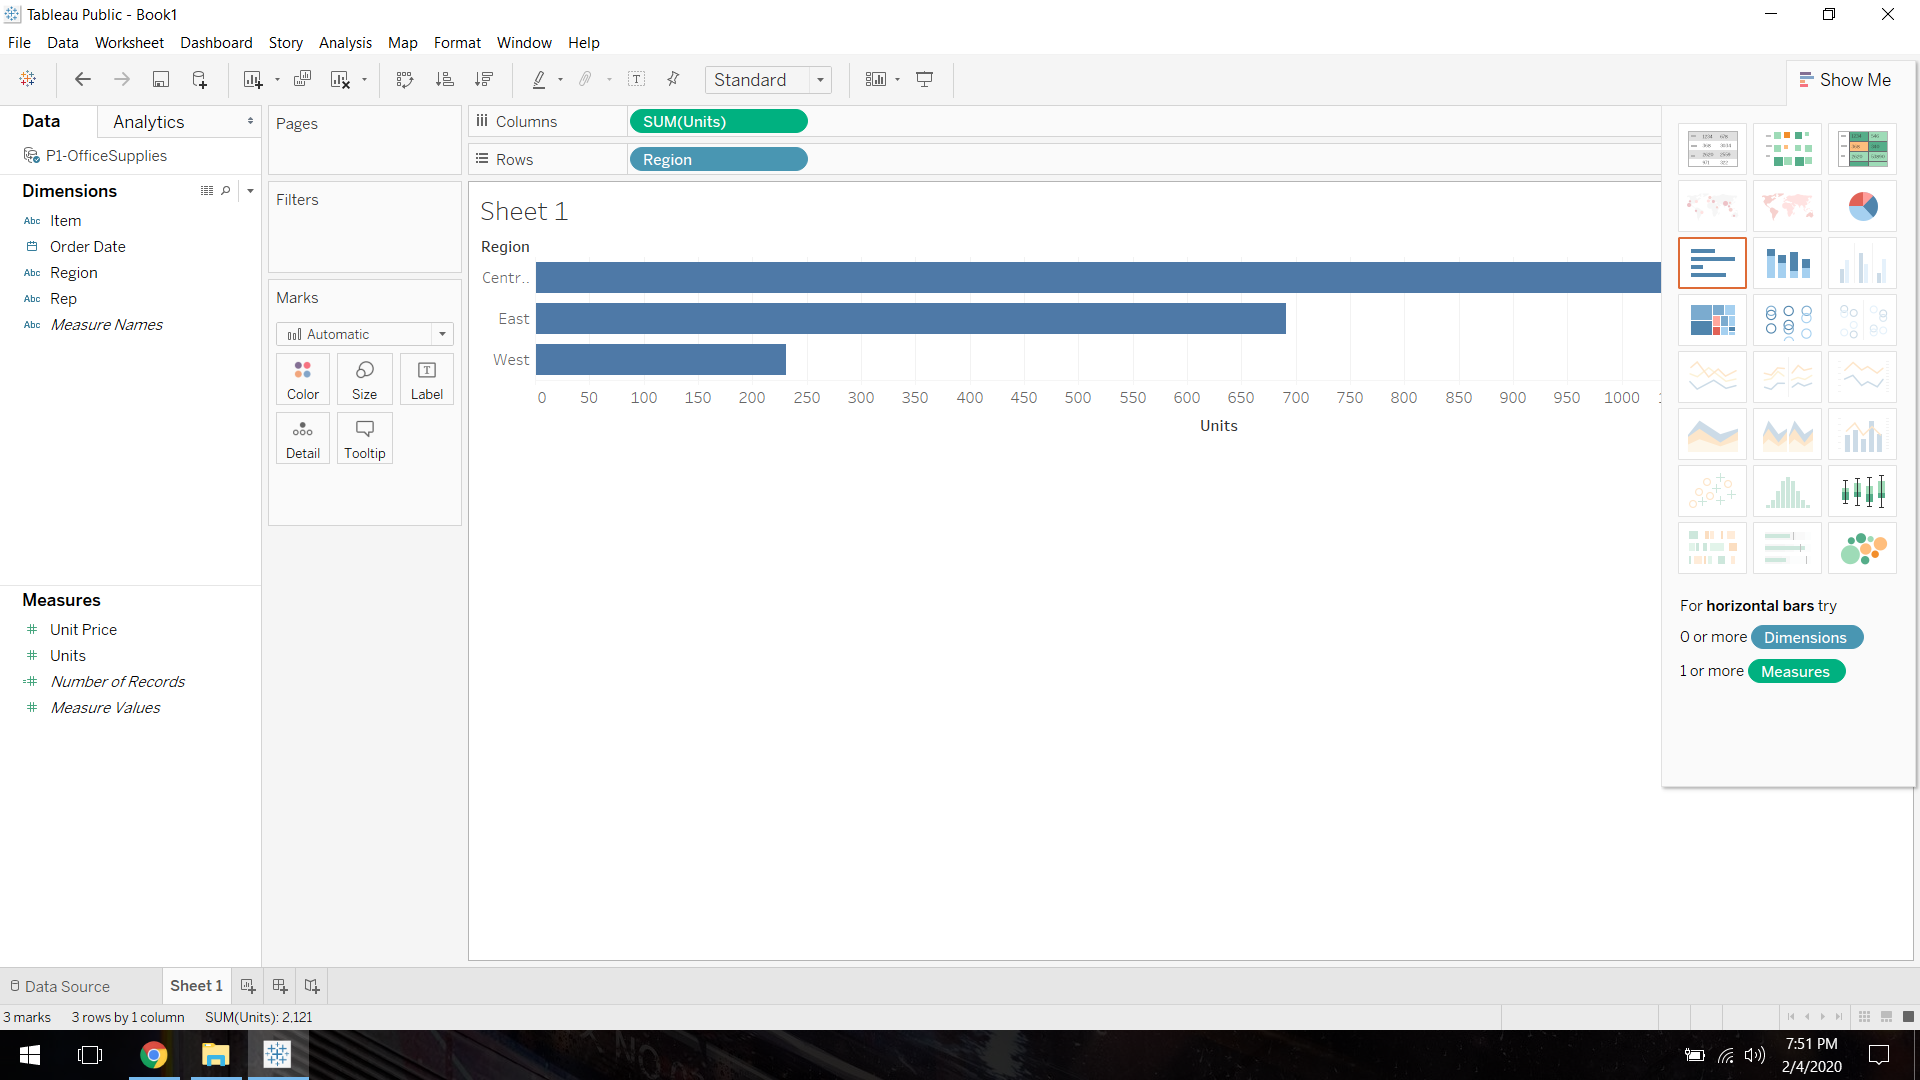 Tableau Public - Book1
File Data Worksheet Dashboard Story Analysis Map Format Window Help
Standard
Show Me
Data Analytics
P1-OfficeSupplies
Dimensions
Abc Item
Order Date
Abc Region
Abc Rep
Abc Measure Names
Measures
Unit Price
Units
Number of Records
Measure Values
Pages
Filters
Marks
Automatic
Color Size Label
Detail Tooltip
Columns SUM(Units)
Rows Region
Sheet 1
Region
Centr..
East
West
0 50 100 150 200 250 300 350 400 450 500 550 600 650 700 750 800 850 900 950 1000
Units
For horizontal bars try
0 or more Dimensions
1 or more Measures
Data Source Sheet 1
3 marks 3 rows by 1 column SUM(Units): 2,121
7:51 PM
2/4/2020